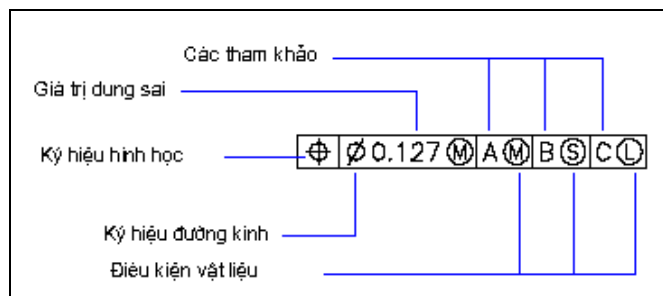 Các tham khảo
Giá trị dung sai
Ký hiệu hình học
⌖ Ø 0.127 Ⓜ A Ⓜ B Ⓢ C Ⓛ
Ký hiệu đường kính
Điều kiện vật liệu